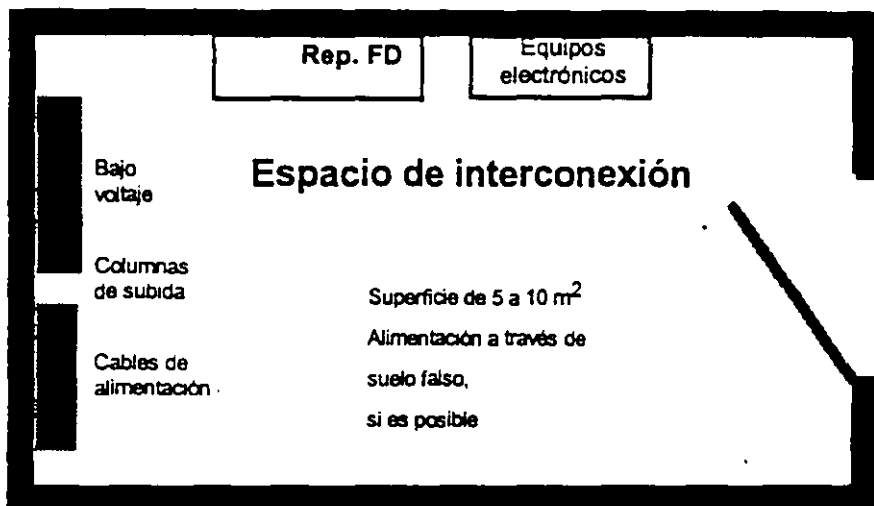 Rep. FD
Equipos
electrónicos
Espacio de interconexión
Bajo
voltaje
Columnas
de subida
Cables de
alimentación
Superficie de 5 a 10 m²
Alimentación a través de
suelo falso,
si es posible